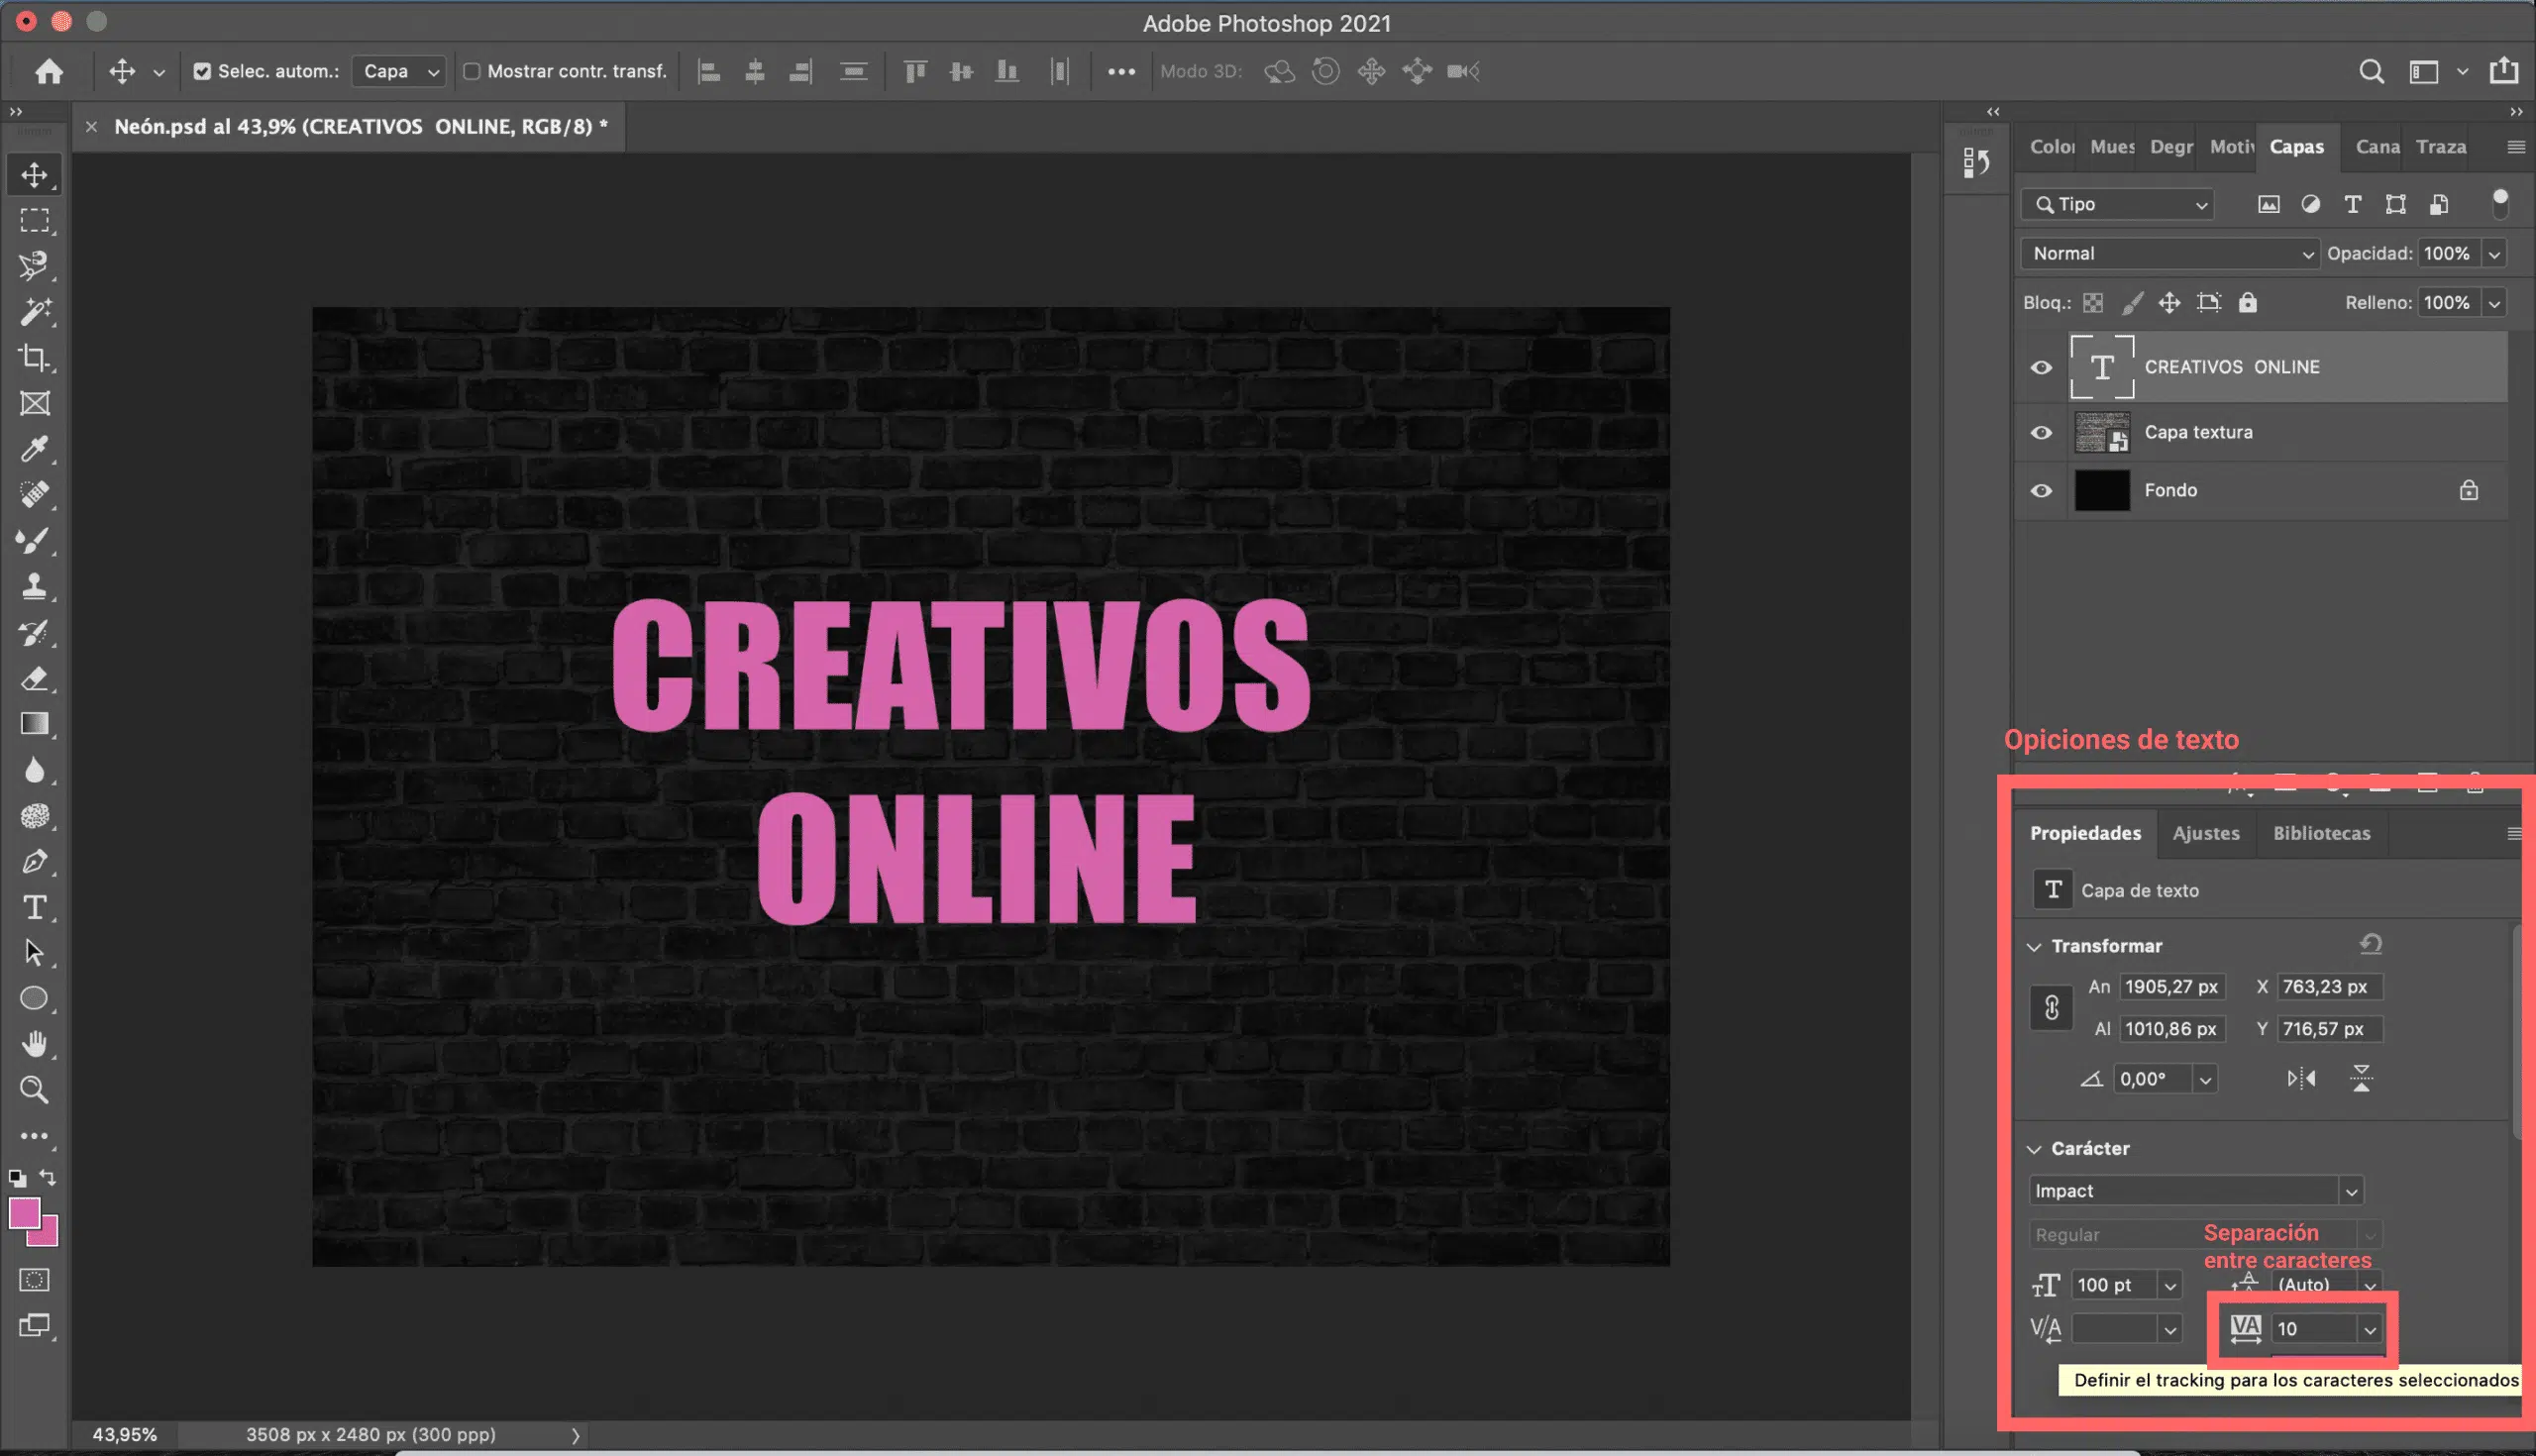 Adobe Photoshop 2021
Selec. autom.: Capa Mostrar contr. transf. Modo 3D:
Neón.psd al 43,9% (CREATIVOS ONLINE, RGB/8) *
Color Mues Degr Motiv Capas Cana Traza
Tipo
Normal Opacidad: 100%
Bloq.: Relleno: 100%
T CREATIVOS ONLINE
Capa textura
Fondo
CREATIVOS
ONLINE
Opiciones de texto
Propiedades Ajustes Bibliotecas
T Capa de texto
Transformar
An 1905,27 px X 763,23 px
Al 1010,86 px Y 716,57 px
0,00°
Carácter
Impact
Regular
Separación
entre caracteres
100 pt (Auto)
V/A VA 10
Definir el tracking para los caracteres seleccionados
43,95% 3508 px x 2480 px (300 ppp)